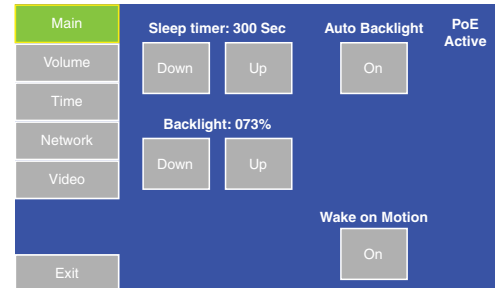 Main
Volume
Time
Network
Video
Exit
Sleep timer: 300 Sec
Down
Up
Backlight: 073%
Down
Up
Auto Backlight
On
Wake on Motion
On
PoE
Active